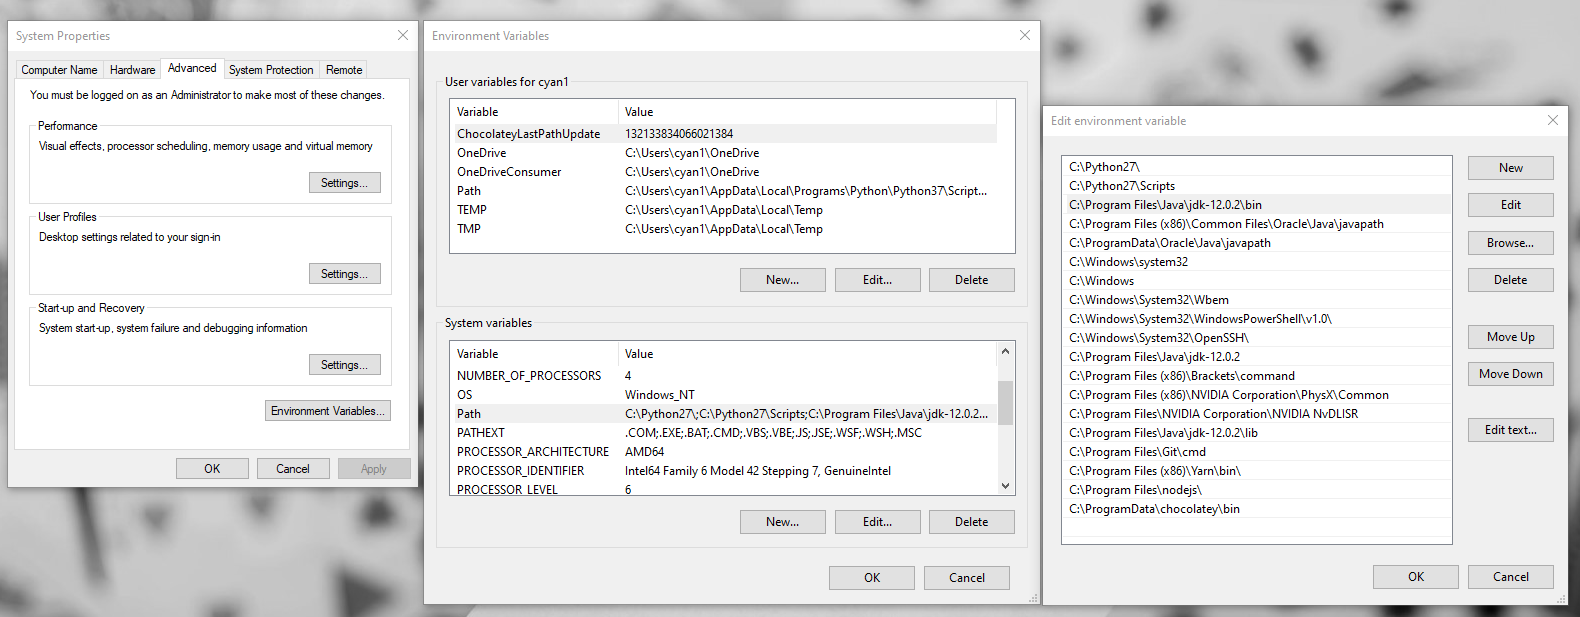 System Properties
Computer Name Hardware Advanced System Protection Remote
You must be logged on as an Administrator to make most of these changes.
Performance
Visual effects, processor scheduling, memory usage and virtual memory
Settings...
User Profiles
Desktop settings related to your sign-in
Settings...
Start-up and Recovery
System start-up, system failure and debugging information
Settings...
Environment Variables...
OK Cancel Apply
Environment Variables
User variables for cyan1
Variable Value
ChocolateyLastPathUpdate 132133834066021384
OneDrive C:\Users\cyan1\OneDrive
OneDriveConsumer C:\Users\cyan1\OneDrive
Path C:\Users\cyan1\AppData\Local\Programs\Python\Python37\Script...
TEMP C:\Users\cyan1\AppData\Local\Temp
TMP C:\Users\cyan1\AppData\Local\Temp
New... Edit... Delete
System variables
Variable Value
NUMBER_OF_PROCESSORS 4
OS Windows_NT
Path C:\Python27\;C:\Python27\Scripts;C:\Program Files\Java\jdk-12.0.2...
PATHEXT .COM;.EXE;.BAT;.CMD;.VBS;.VBE;.JS;.JSE;.WSF;.WSH;.MSC
PROCESSOR_ARCHITECTURE AMD64
PROCESSOR_IDENTIFIER Intel64 Family 6 Model 42 Stepping 7, GenuineIntel
PROCESSOR_LEVEL 6
New... Edit... Delete
OK Cancel
Edit environment variable
C:\Python27\
C:\Python27\Scripts
C:\Program Files\Java\jdk-12.0.2\bin
C:\Program Files (x86)\Common Files\Oracle\Java\javapath
C:\ProgramData\Oracle\Java\javapath
C:\Windows\system32
C:\Windows
C:\Windows\System32\Wbem
C:\Windows\System32\WindowsPowerShell\v1.0\
C:\Windows\System32\OpenSSH\
C:\Program Files\Java\jdk-12.0.2
C:\Program Files (x86)\Brackets\command
C:\Program Files (x86)\NVIDIA Corporation\PhysX\Common
C:\Program Files\NVIDIA Corporation\NVIDIA NvDLISR
C:\Program Files\Java\jdk-12.0.2\lib
C:\Program Files\Git\cmd
C:\Program Files (x86)\Yarn\bin\
C:\Program Files\nodejs\
C:\ProgramData\chocolatey\bin
New
Edit
Browse...
Delete
Move Up
Move Down
Edit text...
OK Cancel